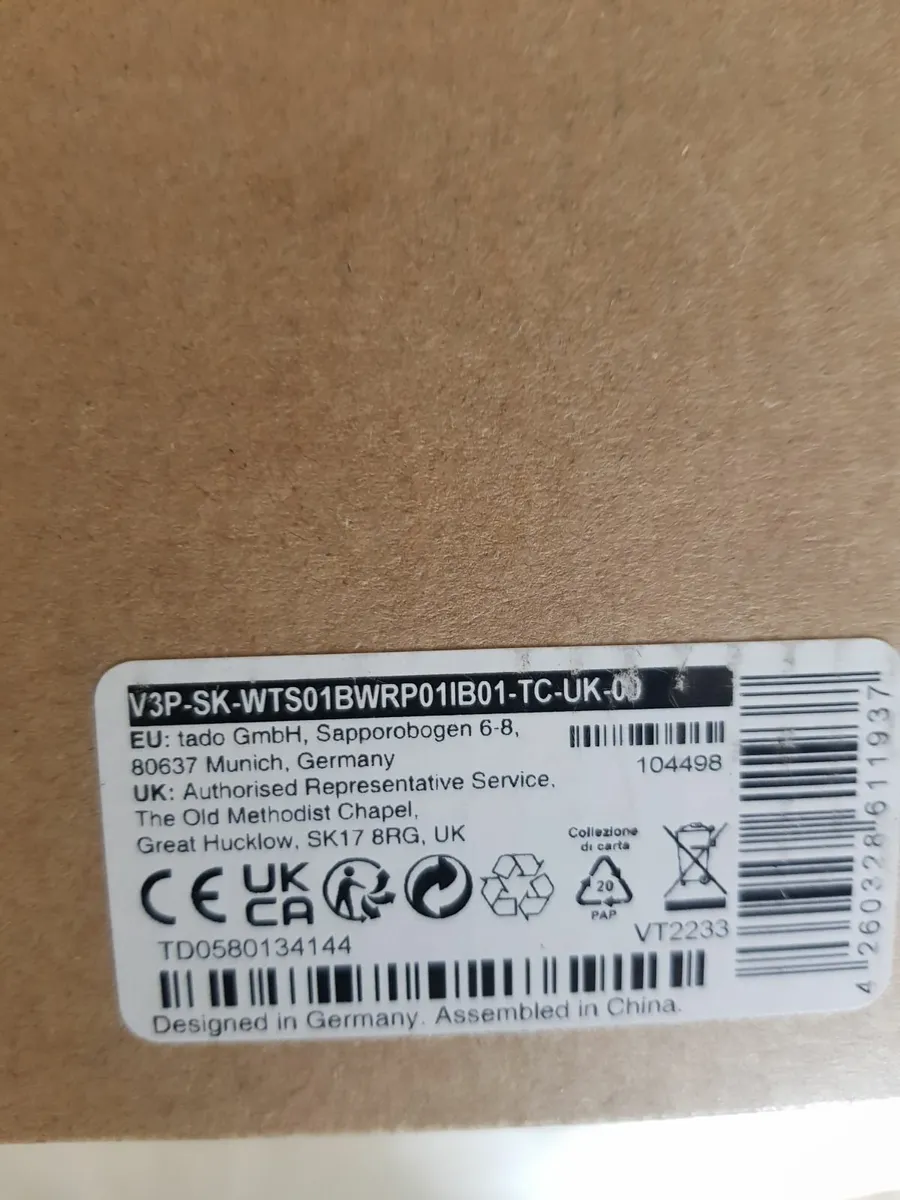 V3P-SK-WTS01BWRP01IB01-TC-UK-00
EU: tado GmbH, Sapporobogen 6-8,
80637 Munich, Germany
104498
UK: Authorised Representative Service,
The Old Methodist Chapel,
Great Hucklow, SK17 8RG, UK
CE
UK
CA
Collezione
di carta
20
PAP
TD0580134144
VT2233
Designed in Germany. Assembled in China.
4 260328 611937